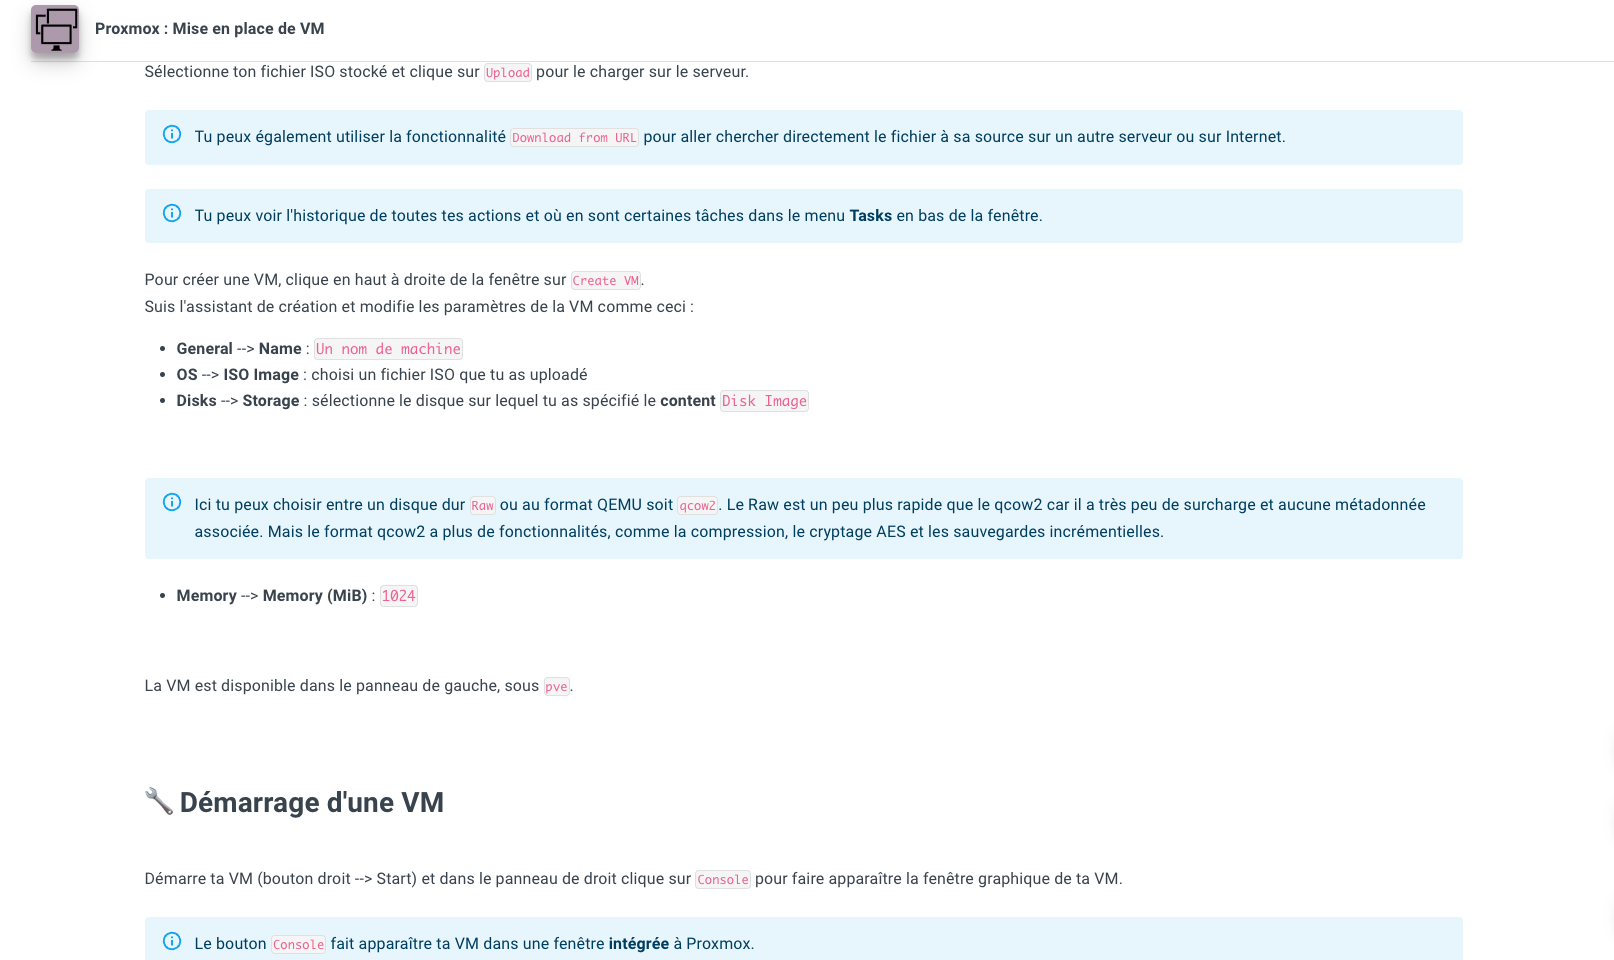 Proxmox : Mise en place de VM
Sélectionne ton fichier ISO stocké et clique sur Upload pour le charger sur le serveur.
Tu peux également utiliser la fonctionnalité Download from URL pour aller chercher directement le fichier à sa source sur un autre serveur ou sur Internet.
Tu peux voir l'historique de toutes tes actions et où en sont certaines tâches dans le menu Tasks en bas de la fenêtre.
Pour créer une VM, clique en haut à droite de la fenêtre sur Create VM.
Suis l'assistant de création et modifie les paramètres de la VM comme ceci :
• General --> Name : Un nom de machine
• OS --> ISO Image : choisi un fichier ISO que tu as uploadé
• Disks --> Storage : sélectionne le disque sur lequel tu as spécifié le content Disk Image
Ici tu peux choisir entre un disque dur Raw ou au format QEMU soit qcow2. Le Raw est un peu plus rapide que le qcow2 car il a très peu de surcharge et aucune métadonnée
associée. Mais le format qcow2 a plus de fonctionnalités, comme la compression, le cryptage AES et les sauvegardes incrémentielles.
• Memory --> Memory (MiB) : 1024
La VM est disponible dans le panneau de gauche, sous pve.
🔧 Démarrage d'une VM
Démarre ta VM (bouton droit --> Start) et dans le panneau de droit clique sur Console pour faire apparaître la fenêtre graphique de ta VM.
Le bouton Console fait apparaître ta VM dans une fenêtre intégrée à Proxmox.